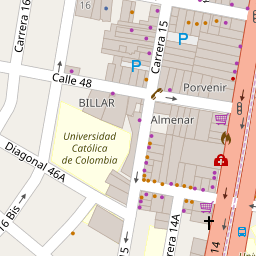 16
Carrera 16
Carrera 15
P
P
Calle 48
Porvenir
BILLAR
Almenar
Universidad
Católica
de Colombia
Diagonal 46A
16 Bis
15
Carrera 14A
14